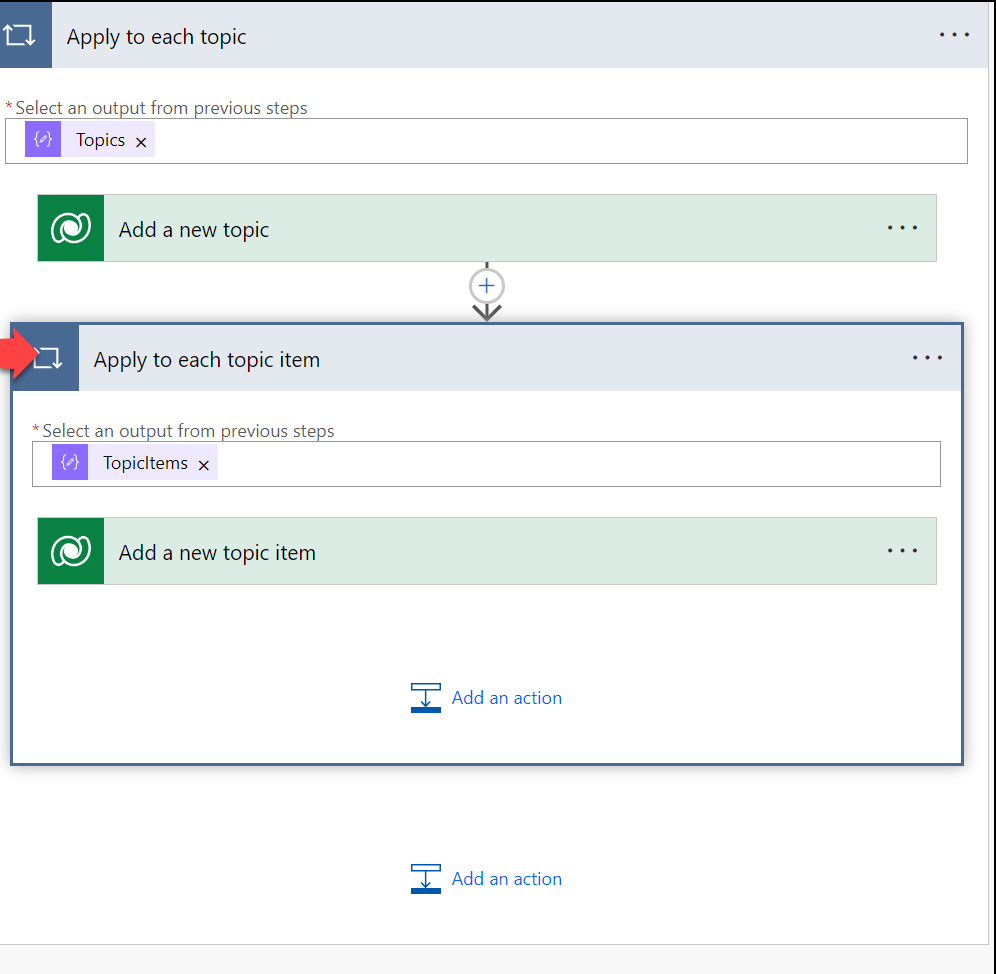 Apply to each topic
* Select an output from previous steps
Topics
Add a new topic
Apply to each topic item
* Select an output from previous steps
TopicItems
Add a new topic item
Add an action
Add an action